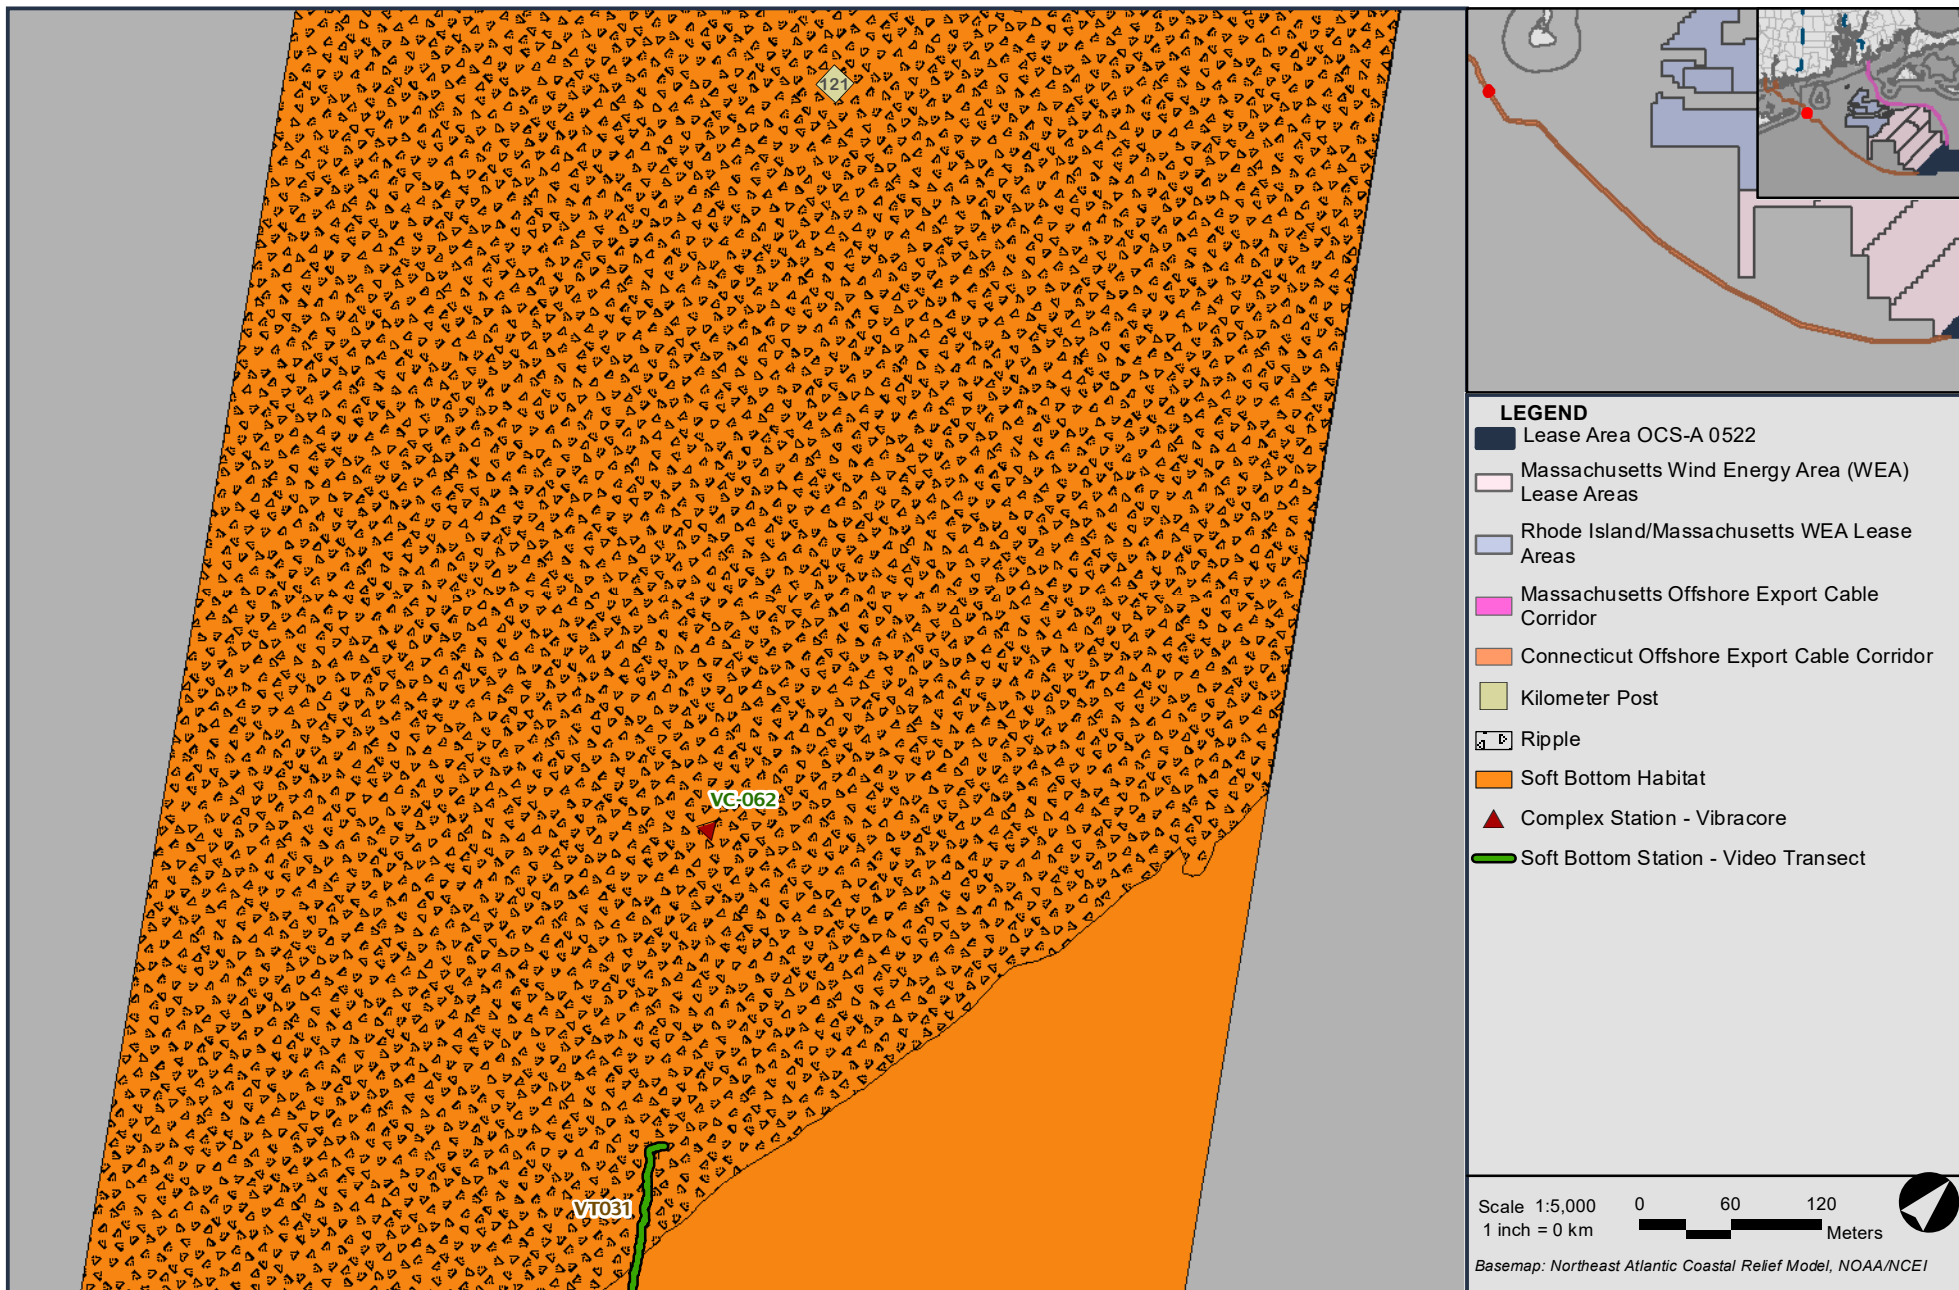 121
VC-062
VT031
LEGEND
Lease Area OCS-A 0522
Massachusetts Wind Energy Area (WEA)
Lease Areas
Rhode Island/Massachusetts WEA Lease
Areas
Massachusetts Offshore Export Cable
Corridor
Connecticut Offshore Export Cable Corridor
Kilometer Post
Ripple
Soft Bottom Habitat
Complex Station - Vibracore
Soft Bottom Station - Video Transect
Scale 1:5,000
1 inch = 0 km
0 60 120
Meters
Basemap: Northeast Atlantic Coastal Relief Model, NOAA/NCEI